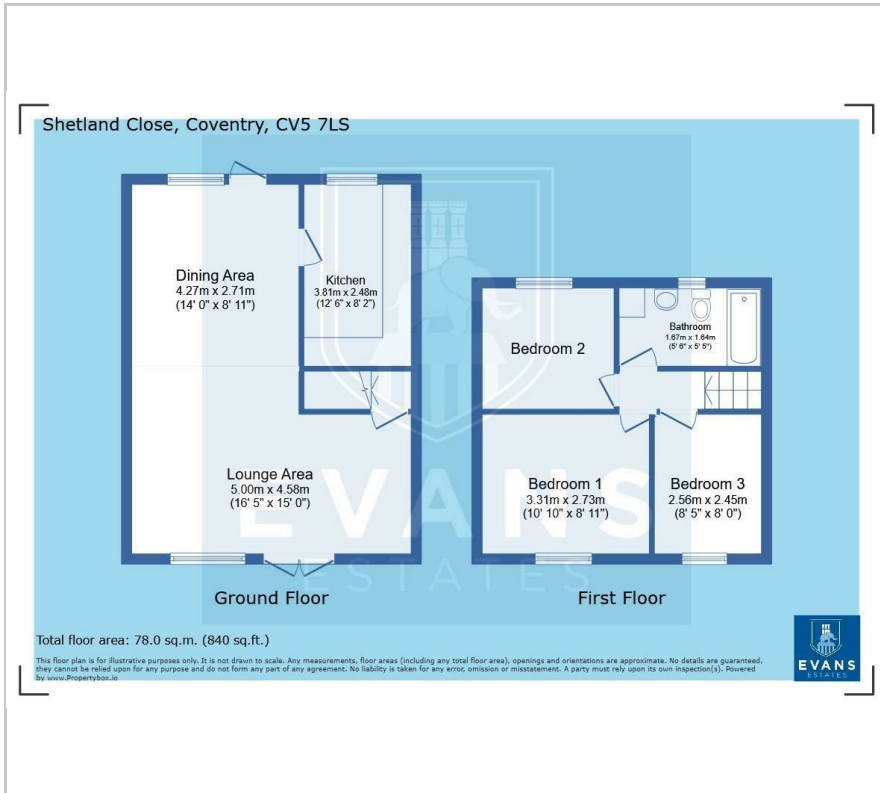 Shetland Close, Coventry, CV5 7LS
Dining Area
4.27m x 2.71m
(14' 0" x 8' 11")
Kitchen
3.81m x 2.48m
(12' 6" x 8' 2")
Lounge Area
5.00m x 4.58m
(16' 5" x 15' 0")
Ground Floor
Bedroom 2
Bathroom
1.67m x 1.64m
(5' 6" x 5' 5")
Bedroom 1
3.31m x 2.73m
(10' 10" x 8' 11")
Bedroom 3
2.56m x 2.45m
(8' 5" x 8' 0")
First Floor
EVANS
ESTATES
Total floor area: 78.0 sq.m. (840 sq.ft.)
This floor plan is for illustrative purposes only. It is not drawn to scale. Any measurements, floor areas (including any total floor area), openings and orientations are approximate. No details are guaranteed,
they cannot be relied upon for any purpose and do not form any part of any agreement. No liability is taken for any error, omission or misstatement. A party must rely upon its own inspection(s). Powered
by www.Propertybox.io
EVANS
ESTATES